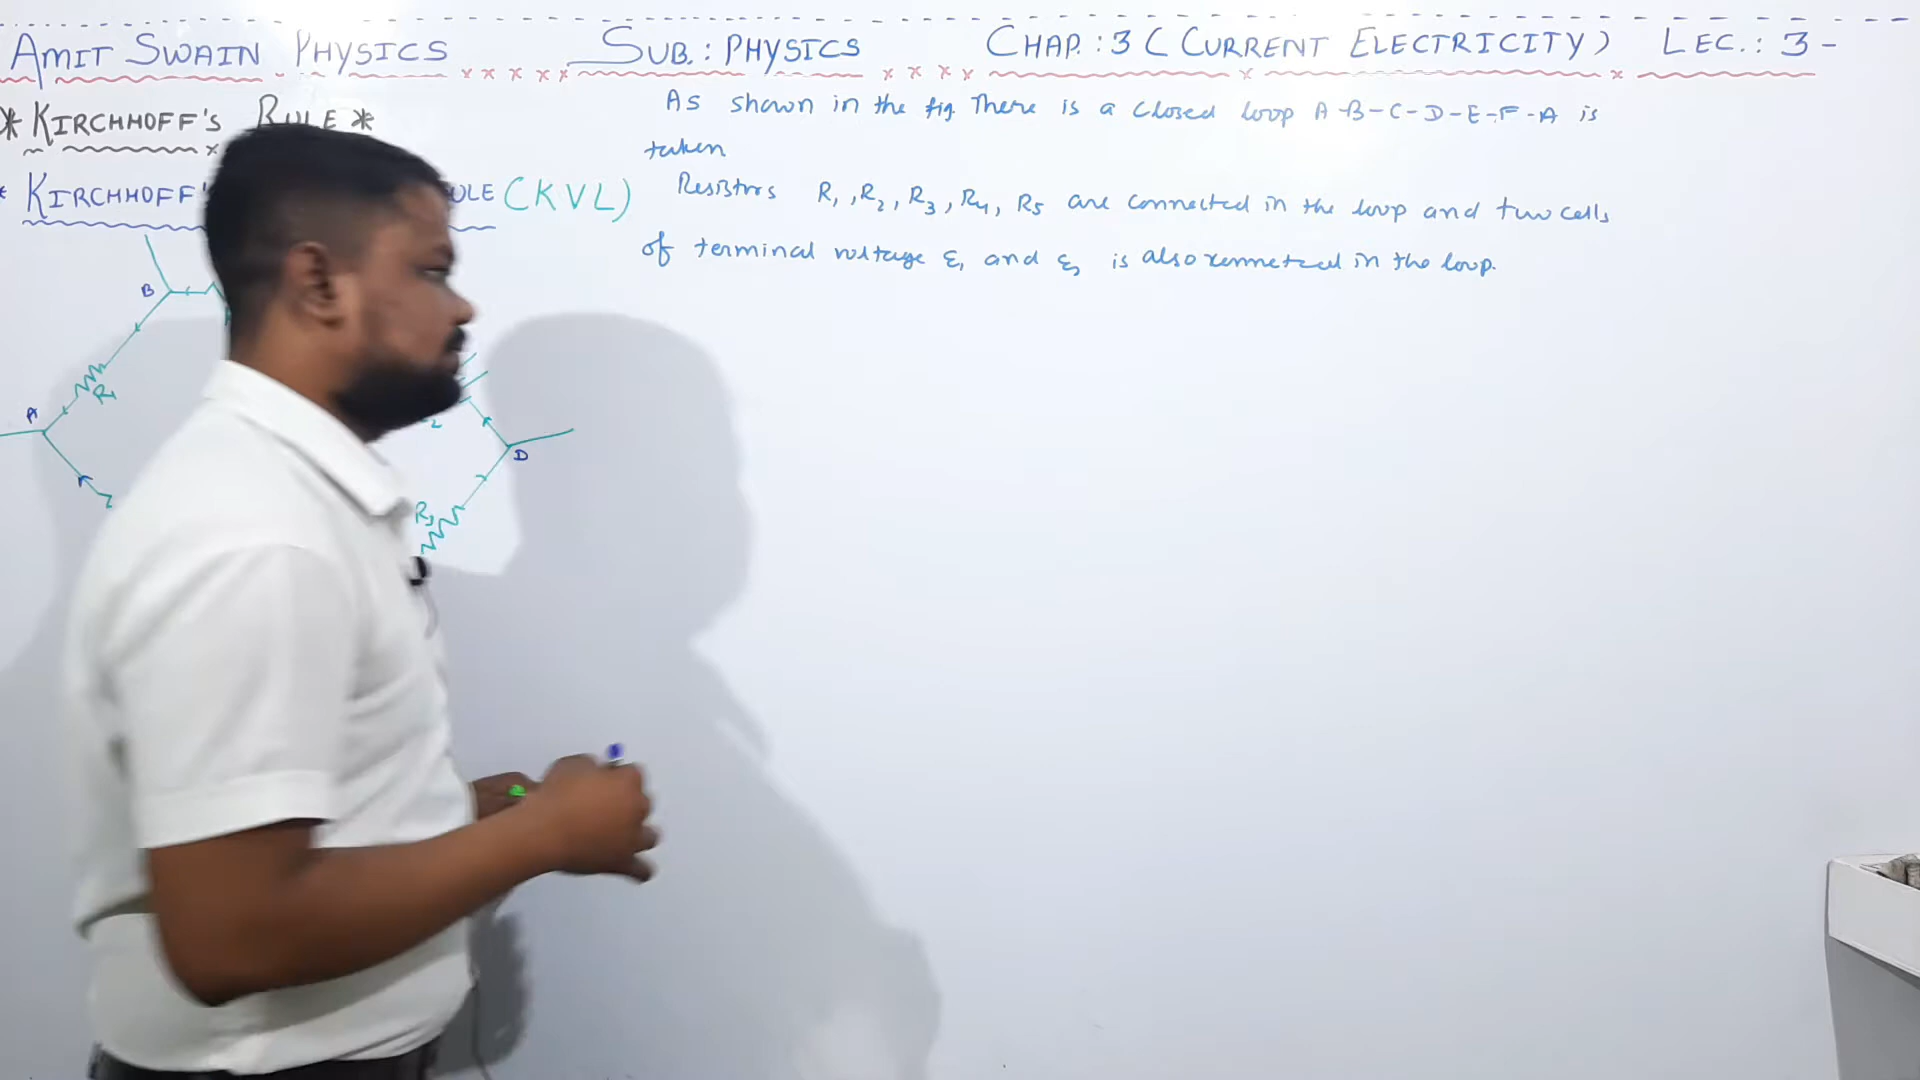 AMIT SWAIN PHYSICS SUB.: PHYSICS CHAP.: 3 ( CURRENT ELECTRICITY ) LEC.: 3 -
* KIRCHHOFF'S RULE *
* KIRCHHOFF'S ULE (KVL)
As shown in the fig. There is a closed loop A-B-C-D-E-F-A is
taken
Resistors R1, R2, R3, R4, R5 are connected in the loop and two cells
of terminal voltage ε1 and ε2 is also connected in the loop.
B
R1
A
2
D
R3